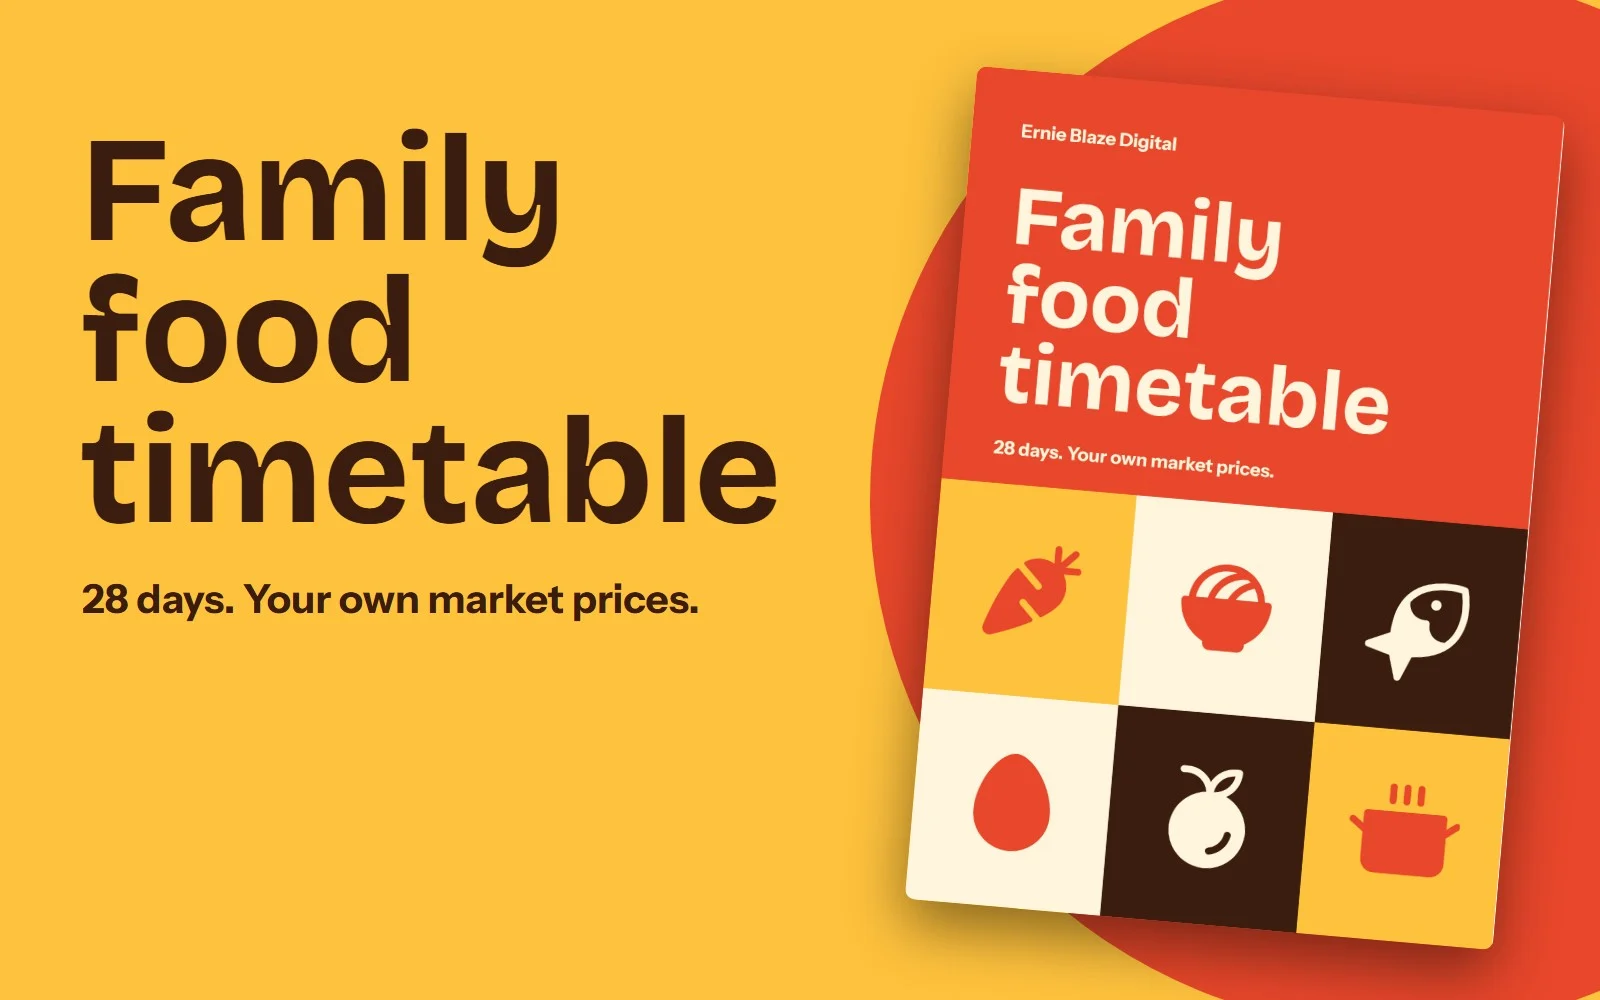 Family
food
timetable
28 days. Your own market prices.
Ernie Blaze Digital
Family
food
timetable
28 days. Your own market prices.